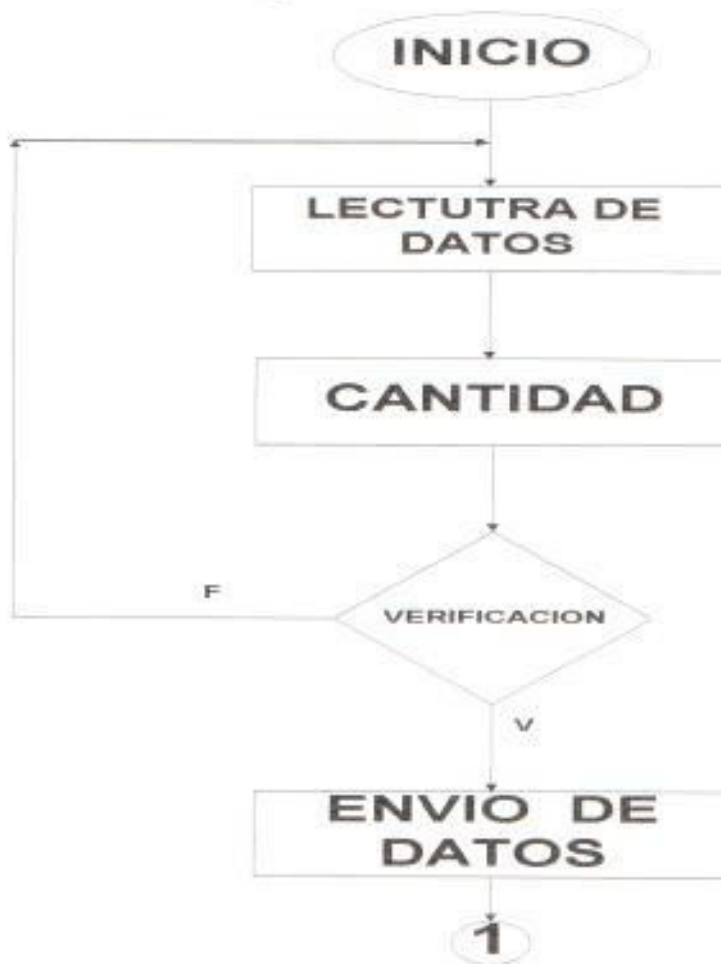 INICIO
LECTUTRA DE
DATOS
CANTIDAD
F
VERIFICACION
V
ENVIO DE
DATOS
1